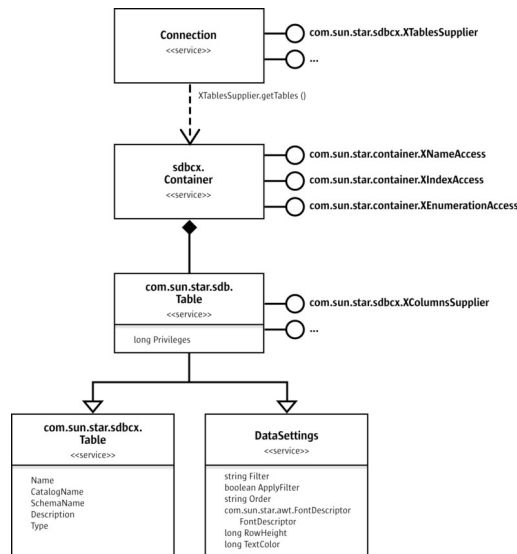 Connection
<<service>>
com.sun.star.sdbcx.XTablesSupplier
...
XTablesSupplier.getTables ()
sdbcx.
Container
<<service>>
com.sun.star.container.XNameAccess
com.sun.star.container.XIndexAccess
com.sun.star.container.XEnumerationAccess
com.sun.star.sdb.
Table
<<service>>
long Privileges
com.sun.star.sdbcx.XColumnsSupplier
...
com.sun.star.sdbcx.
Table
<<service>>
Name
CatalogName
SchemaName
Description
Type
DataSettings
<<service>>
string Filter
boolean ApplyFilter
string Order
com.sun.star.awt.FontDescriptor
FontDescriptor
long RowHeight
long TextColor